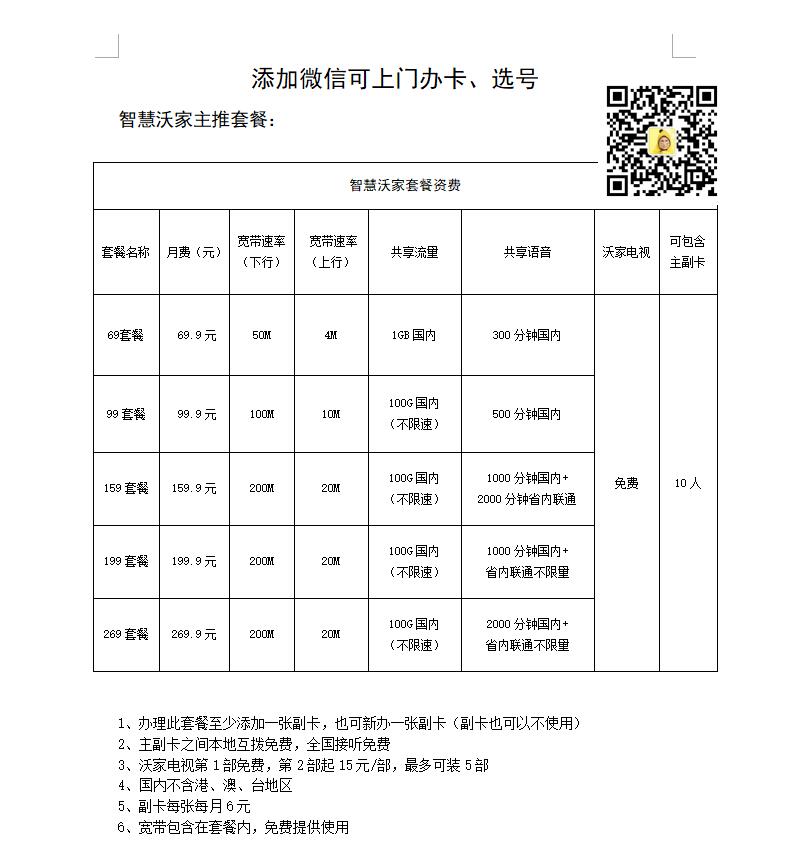 添加微信可上门办卡、选号
智慧沃家主推套餐：
智慧沃家套餐资费
套餐名称 月费（元） 宽带速率（下行） 宽带速率（上行） 共享流量 共享语音 沃家电视 可包含主副卡
69套餐 69.9元 50M 4M 1GB国内 300分钟国内
99套餐 99.9元 100M 10M 100G国内（不限速） 500分钟国内
159套餐 159.9元 200M 20M 100G国内（不限速） 1000分钟国内+2000分钟省内联通 免费 10人
199套餐 199.9元 200M 20M 100G国内（不限速） 1000分钟国内+省内联通不限量
269套餐 269.9元 200M 20M 100G国内（不限速） 2000分钟国内+省内联通不限量
1、办理此套餐至少添加一张副卡，也可新办一张副卡（副卡也可以不使用）
2、主副卡之间本地互拨免费，全国接听免费
3、沃家电视第1部免费，第2部起15元/部，最多可装5部
4、国内不含港、澳、台地区
5、副卡每张每月6元
6、宽带包含在套餐内，免费提供使用